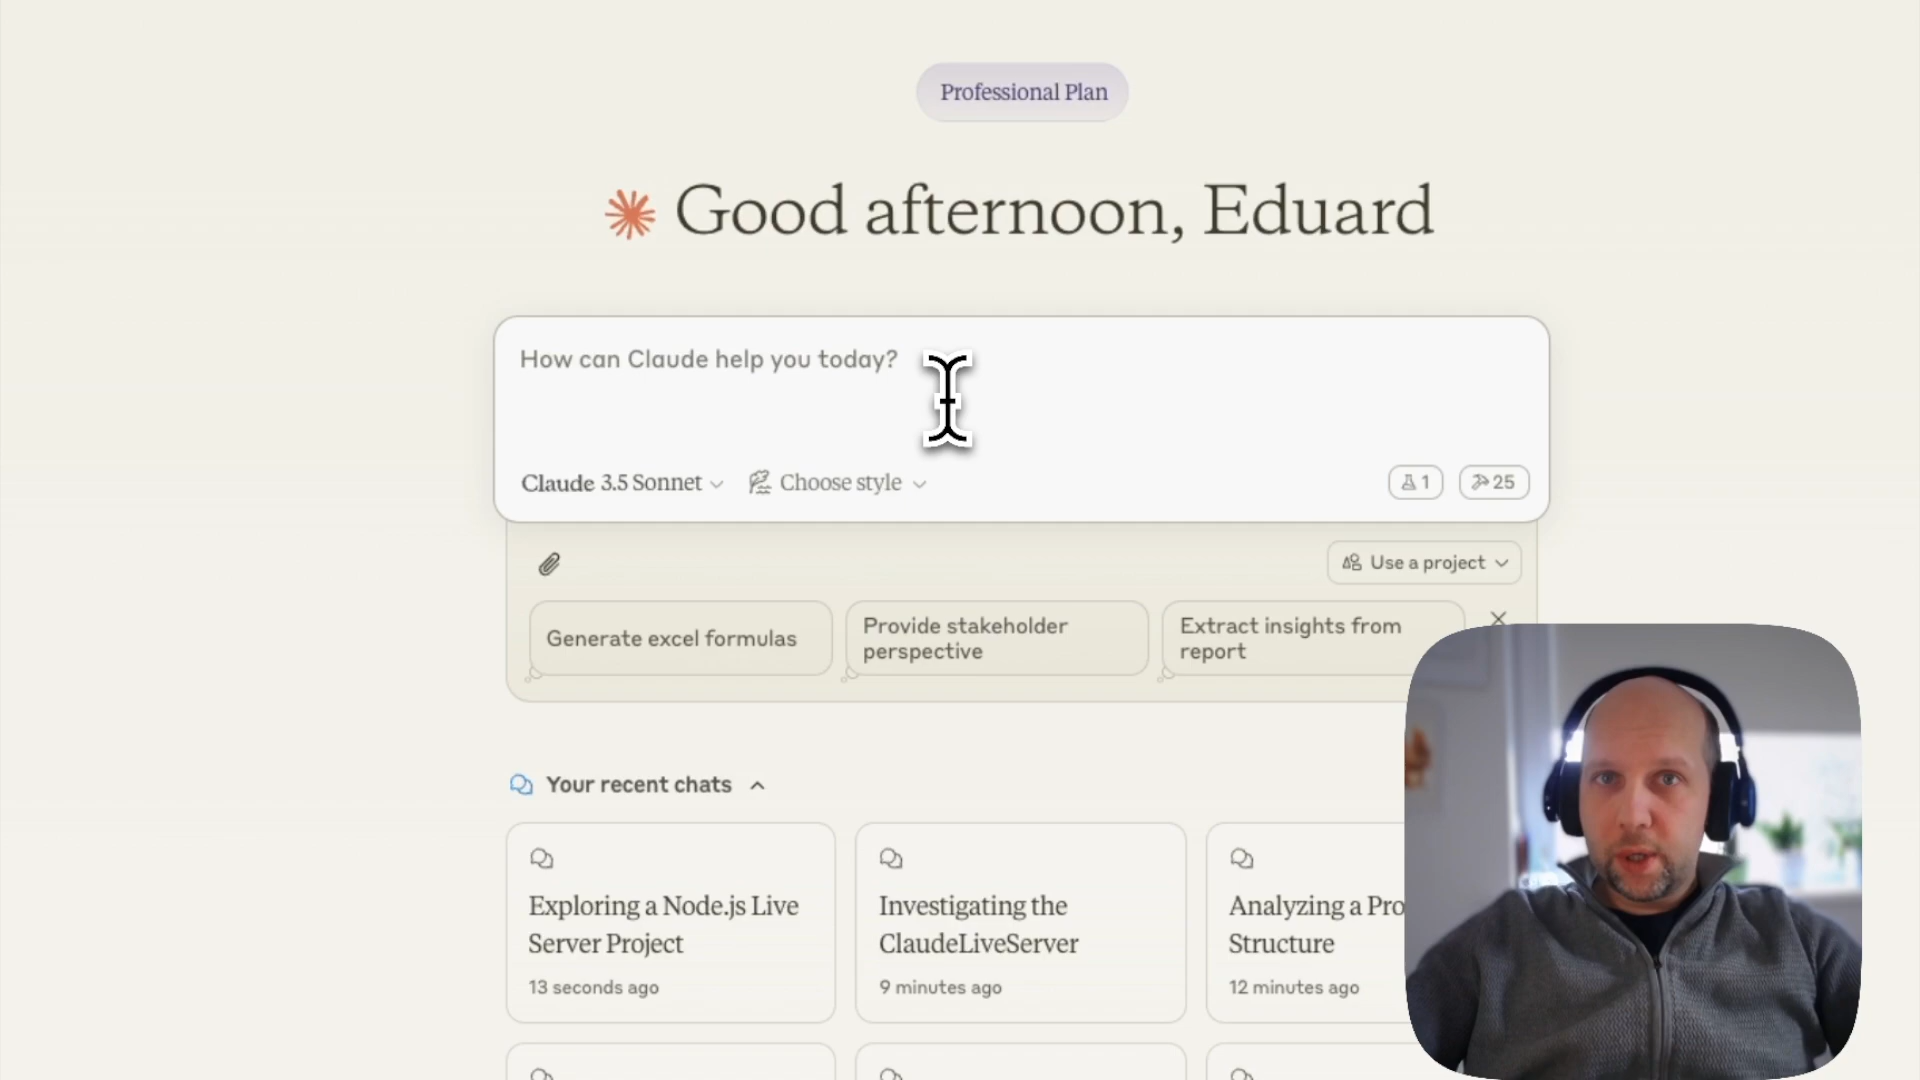 Professional Plan
Good afternoon, Eduard
How can Claude help you today?
Claude 3.5 Sonnet
Choose style
1
25
Use a project
Generate excel formulas
Provide stakeholder
perspective
Extract insights from
report
Your recent chats
Exploring a Node.js Live
Server Project
13 seconds ago
Investigating the
ClaudeLiveServer
9 minutes ago
Analyzing a Pro
Structure
12 minutes ago